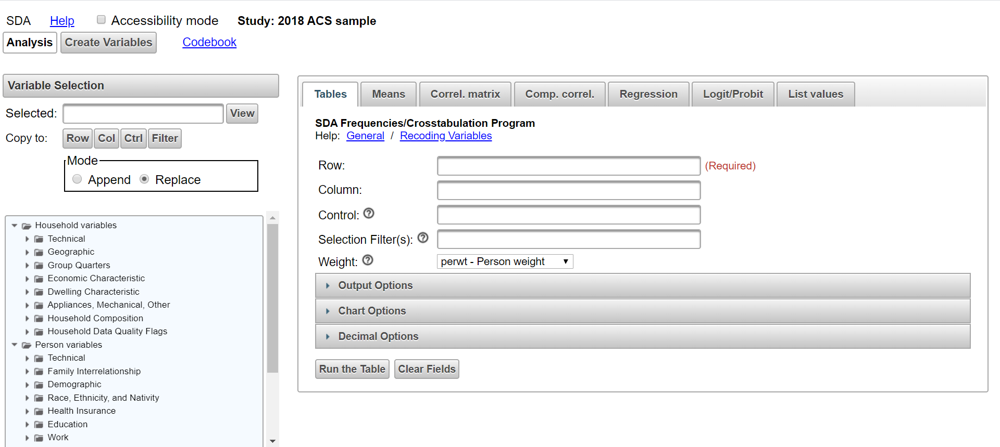 SDA Help Accessibility mode Study: 2018 ACS sample
Analysis Create Variables Codebook
Variable Selection
Selected: View
Copy to: Row Col Ctrl Filter
Mode
Append Replace
Household variables
Technical
Geographic
Group Quarters
Economic Characteristic
Dwelling Characteristic
Appliances, Mechanical, Other
Household Composition
Household Data Quality Flags
Person variables
Technical
Family Interrelationship
Demographic
Race, Ethnicity, and Nativity
Health Insurance
Education
Work
Tables Means Correl. matrix Comp. correl. Regression Logit/Probit List values
SDA Frequencies/Crosstabulation Program
Help: General / Recoding Variables
Row: (Required)
Column:
Control: ?
Selection Filter(s): ?
Weight: ? perwt - Person weight
Output Options
Chart Options
Decimal Options
Run the Table Clear Fields